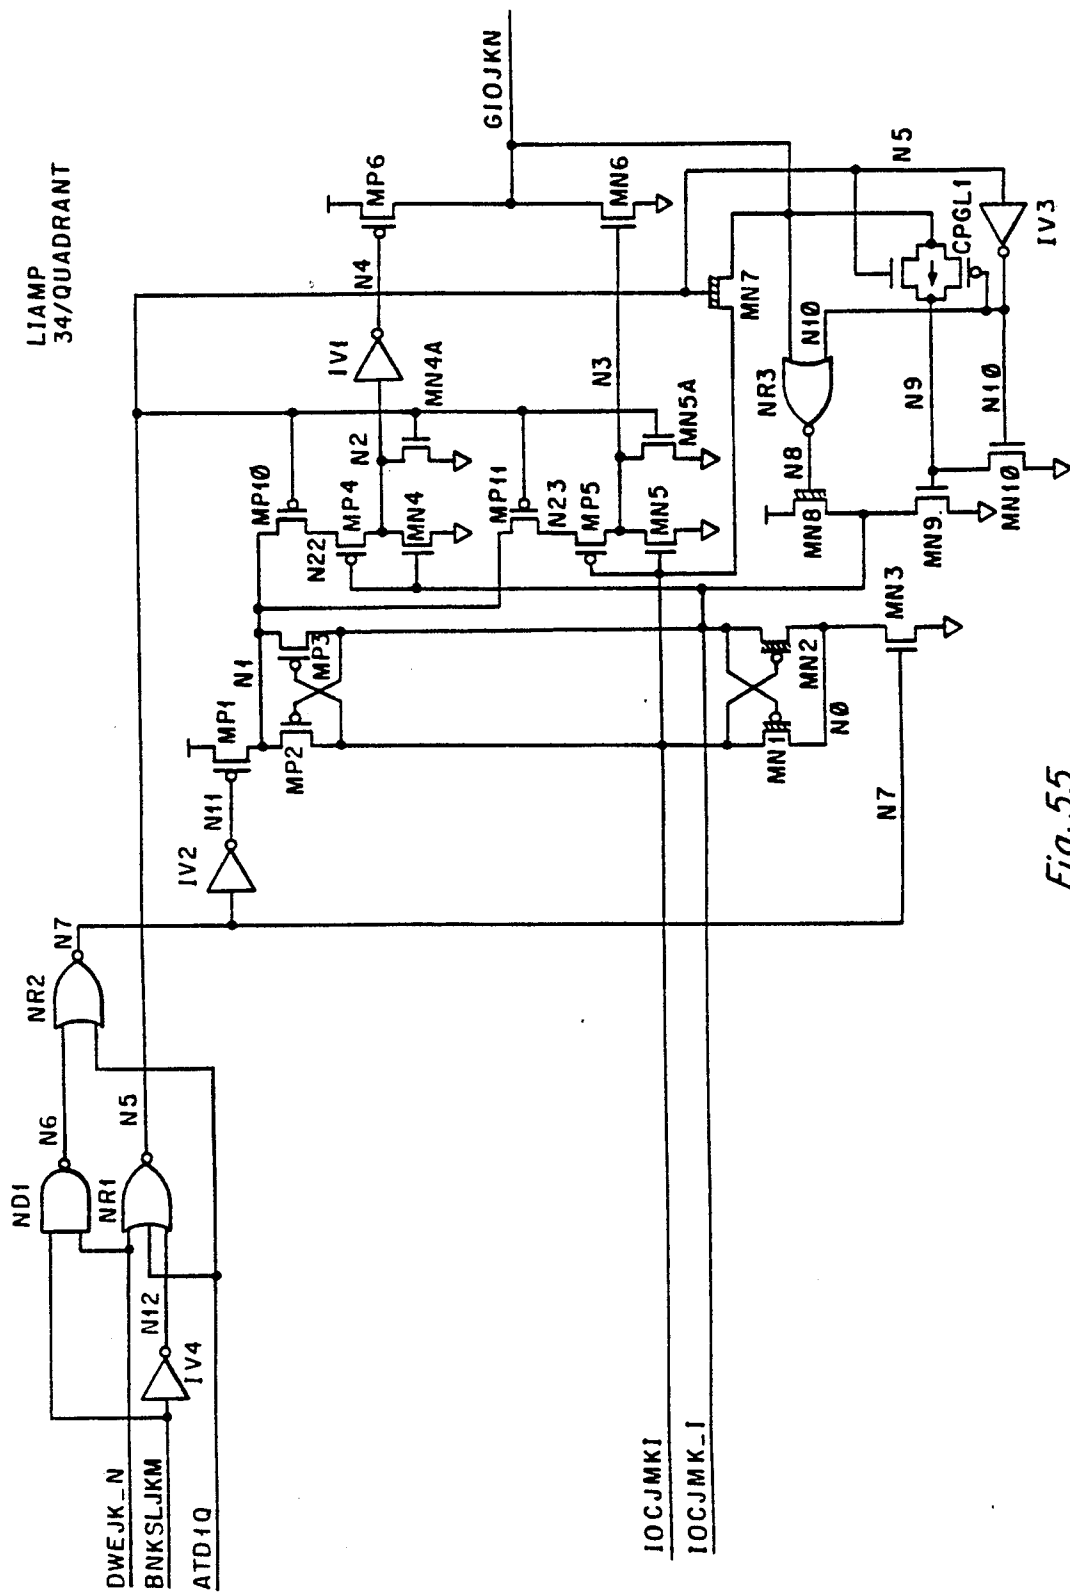 LIAMP
34/QUADRANT
ND1
N6
NR2
N7
NR1
N5
DWEJK_N
BNKSLJKM
ATD1Q
N12
IV4
IV2
N11
MP1
N1
MP2
MP3
MP10
N22
MP4
N2
IV1
N4
MP6
GIOJKN
MN4
MN4A
MP11
N23
MP5
N3
MN6
MN5
MN5A
IOCJMKI
IOCJMK_I
MN7
N5
MN1
MN2
N0
N7
MN3
N8
NR3
MN8
N10
CPGL1
IV3
N9
MN9
N10
MN10
Fig. 55